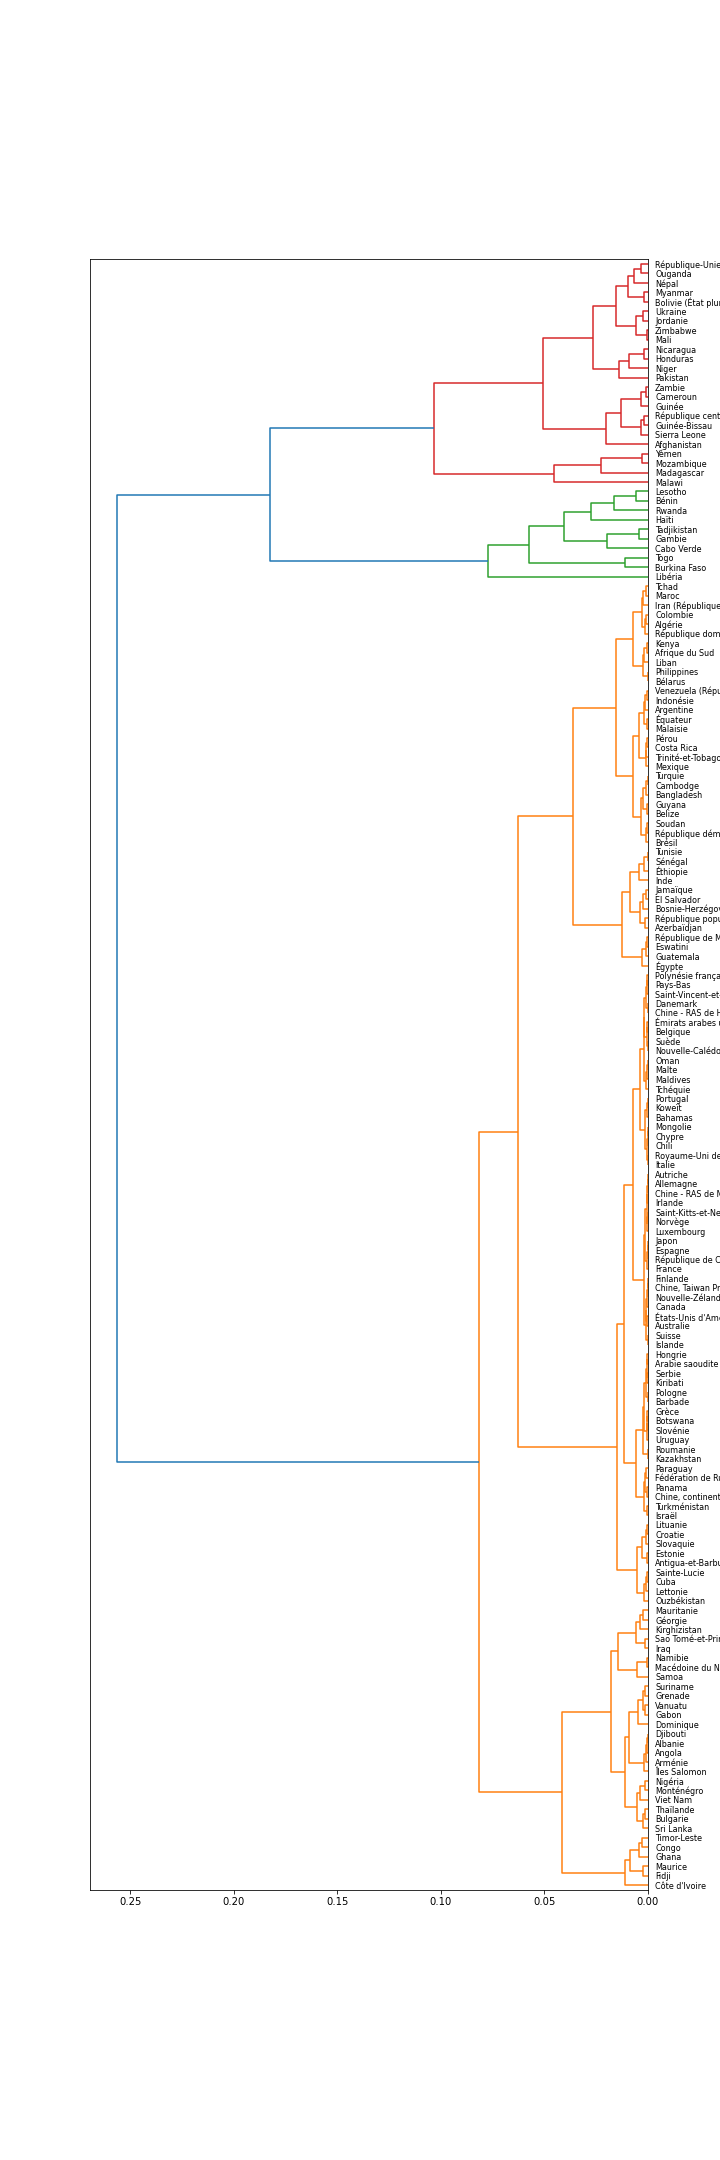 République-Unie
Ouganda
Népal
Myanmar
Bolivie (État plu
Ukraine
Jordanie
Zimbabwe
Mali
Nicaragua
Honduras
Niger
Pakistan
Zambie
Cameroun
Guinée
République cent
Guinée-Bissau
Sierra Leone
Afghanistan
Yémen
Mozambique
Madagascar
Malawi
Lesotho
Bénin
Rwanda
Haïti
Tadjikistan
Gambie
Cabo Verde
Togo
Burkina Faso
Libéria
Tchad
Maroc
Iran (République
Colombie
Algérie
République dom
Kenya
Afrique du Sud
Liban
Philippines
Bélarus
Venezuela (Répu
Indonésie
Argentine
Équateur
Malaisie
Pérou
Costa Rica
Trinité-et-Tobago
Mexique
Turquie
Cambodge
Bangladesh
Guyana
Belize
Soudan
République dém
Brésil
Tunisie
Sénégal
Éthiopie
Inde
Jamaïque
El Salvador
Bosnie-Herzégov
République popu
Azerbaïdjan
République de M
Eswatini
Guatemala
Égypte
Polynésie frança
Pays-Bas
Saint-Vincent-et-
Danemark
Chine - RAS de H
Émirats arabes u
Belgique
Suède
Nouvelle-Calédo
Oman
Malte
Maldives
Tchéquie
Portugal
Koweït
Bahamas
Mongolie
Chypre
Chili
Royaume-Uni de
Italie
Autriche
Allemagne
Chine - RAS de M
Irlande
Saint-Kitts-et-Ne
Norvège
Luxembourg
Japon
Espagne
République de C
France
Finlande
Chine, Taiwan Pr
Nouvelle-Zéland
Canada
États-Unis d'Amé
Australie
Suisse
Islande
Hongrie
Arabie saoudite
Serbie
Kiribati
Pologne
Barbade
Grèce
Botswana
Slovénie
Uruguay
Roumanie
Kazakhstan
Paraguay
Fédération de Ru
Panama
Chine, continent
Turkménistan
Israël
Lituanie
Croatie
Slovaquie
Estonie
Antigua-et-Barbu
Sainte-Lucie
Cuba
Lettonie
Ouzbékistan
Mauritanie
Géorgie
Kirghizistan
Sao Tomé-et-Prin
Iraq
Namibie
Macédoine du N
Samoa
Suriname
Grenade
Vanuatu
Gabon
Dominique
Djibouti
Albanie
Angola
Arménie
Îles Salomon
Nigéria
Monténégro
Viet Nam
Thaïlande
Bulgarie
Sri Lanka
Timor-Leste
Congo
Ghana
Maurice
Fidji
Côte d'Ivoire
0.25 0.20 0.15 0.10 0.05 0.00